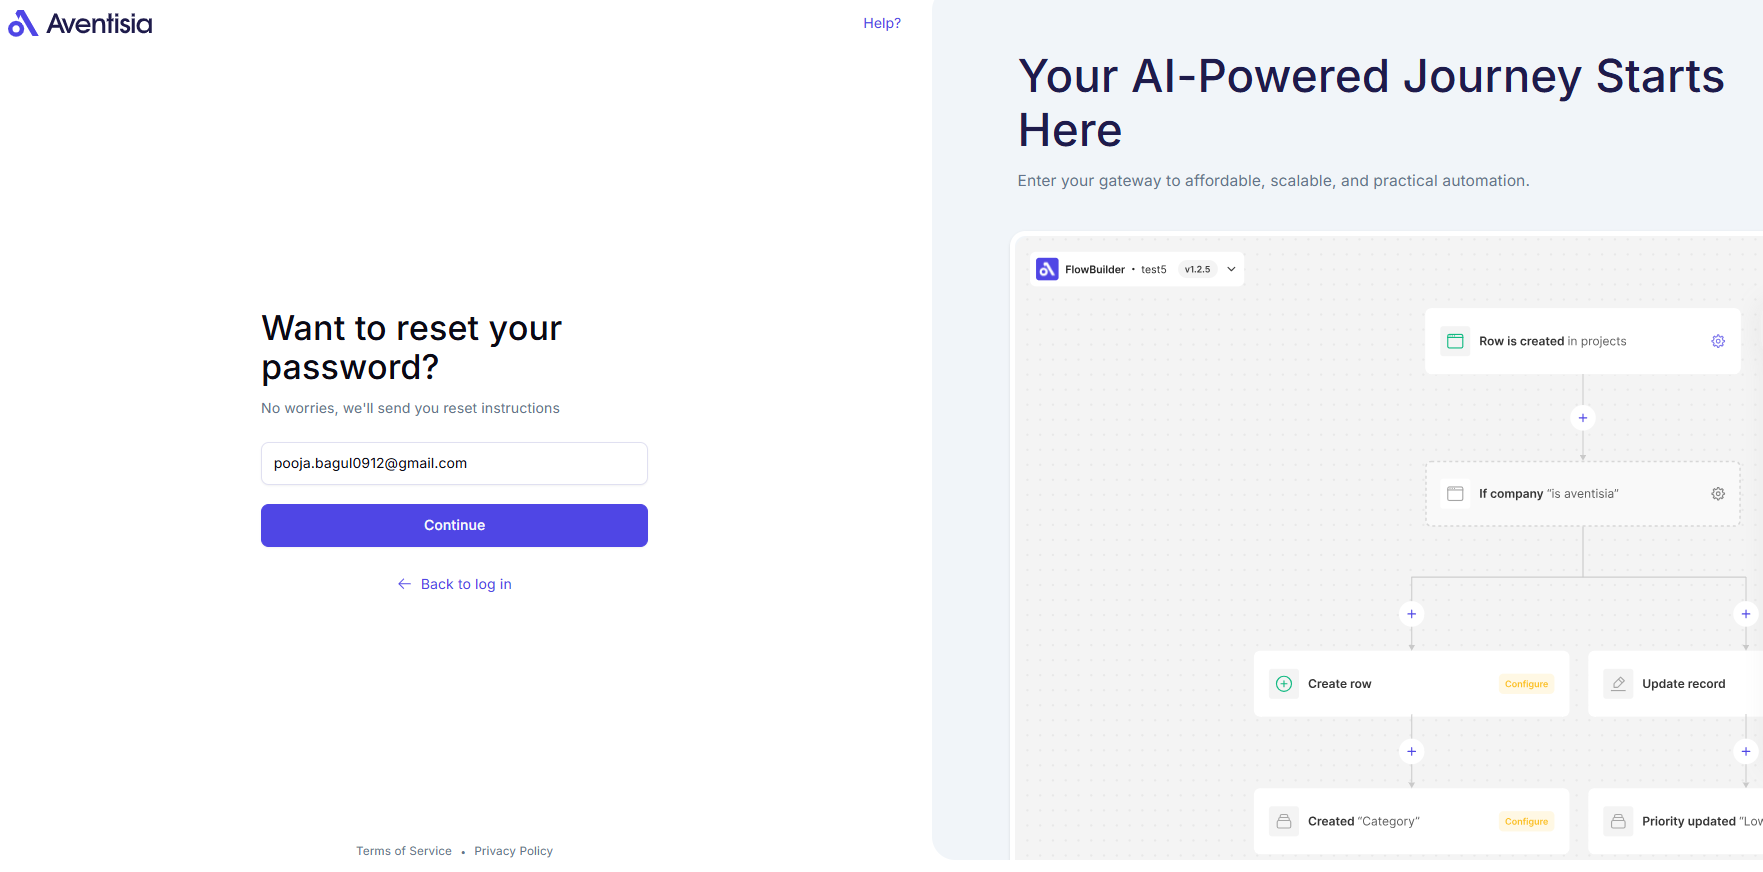 Aventisia
Help?
Want to reset your
password?
No worries, we'll send you reset instructions
pooja.bagul0912@gmail.com
Continue
← Back to log in
Terms of Service • Privacy Policy
Your AI-Powered Journey Starts
Here
Enter your gateway to affordable, scalable, and practical automation.
FlowBuilder • test5 v1.2.5
Row is created in projects
+
If company “is aventisia”
+ +
Create row Configure
Update record
+ +
Created “Category” Configure
Priority updated “Low